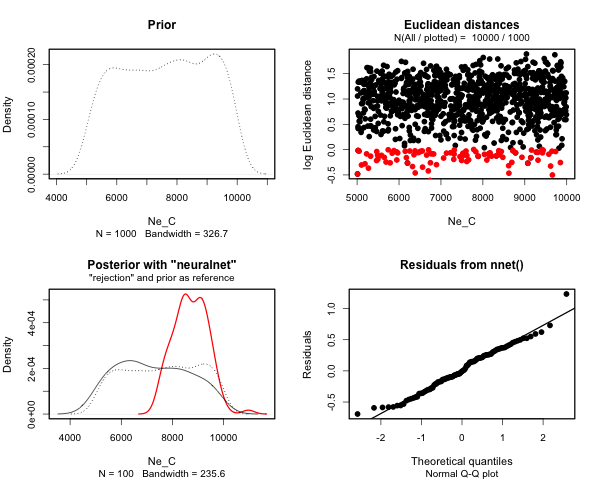 Prior
Density
0.00000
0.00010
0.00020
4000 6000 8000 10000
Ne_C
N = 1000 Bandwidth = 326.7
Euclidean distances
N(All / plotted) = 10000 / 1000
log Euclidean distance
-0.5
0.0
0.5
1.0
1.5
5000 6000 7000 8000 9000 10000
Ne_C
Posterior with "neuralnet"
"rejection" and prior as reference
Density
0e+00
2e-04
4e-04
4000 6000 8000 10000
Ne_C
N = 100 Bandwidth = 235.6
Residuals from nnet()
Residuals
-0.5
0.0
0.5
1.0
-2 -1 0 1 2
Theoretical quantiles
Normal Q-Q plot